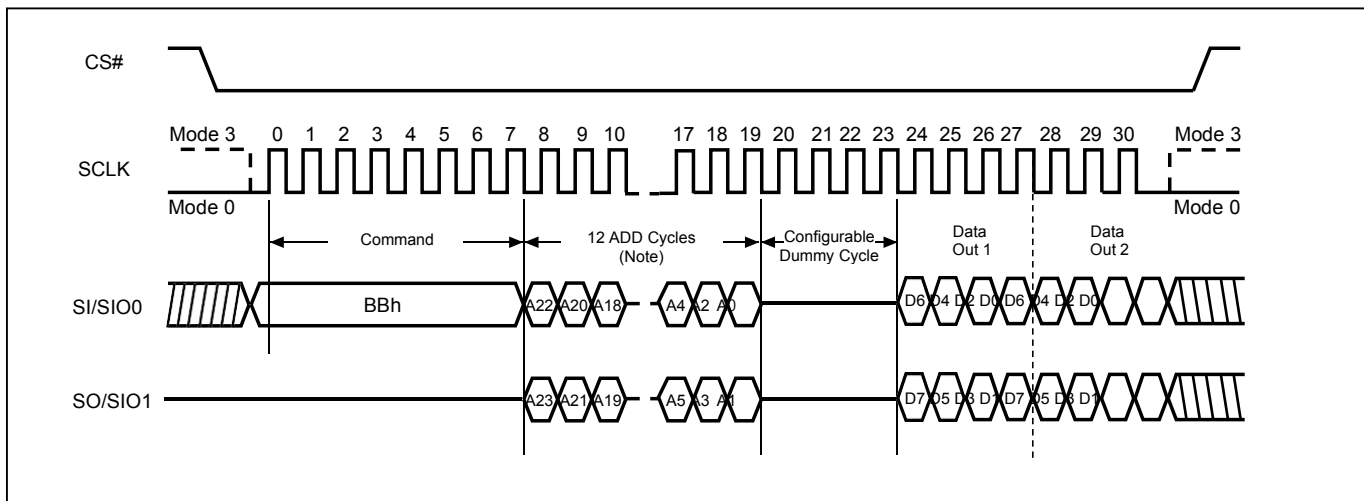 CS#
Mode 3 0 1 2 3 4 5 6 7 8 9 10 17 18 19 20 21 22 23 24 25 26 27 28 29 30 Mode 3
SCLK
Mode 0 Mode 0
Command 12 ADD Cycles (Note) Configurable Dummy Cycle Data Out 1 Data Out 2
SI/SIO0 BBh A22 A20 A18 A4 A2 A0 D6 D4 D2 D0 D6 D4 D2 D0
SO/SIO1 A23 A21 A19 A5 A3 A1 D7 D5 D3 D1 D7 D5 D3 D1